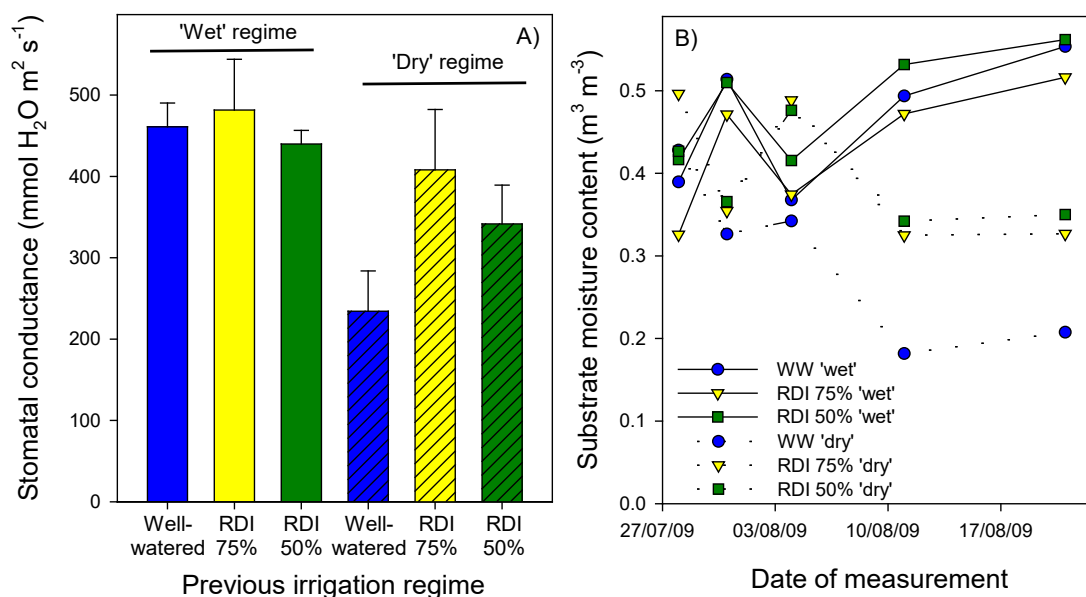 Stomatal conductance (mmol H₂O m² s⁻¹)
500
400
300
200
100
0
'Wet' regime
'Dry' regime
A)
Well-watered
RDI 75%
RDI 50%
Well-watered
RDI 75%
RDI 50%
Previous irrigation regime
Substrate moisture content (m³ m⁻³)
B)
0.5
0.4
0.3
0.2
0.1
0.0
WW 'wet'
RDI 75% 'wet'
RDI 50% 'wet'
WW 'dry'
RDI 75% 'dry'
RDI 50% 'dry'
27/07/09
03/08/09
10/08/09
17/08/09
Date of measurement